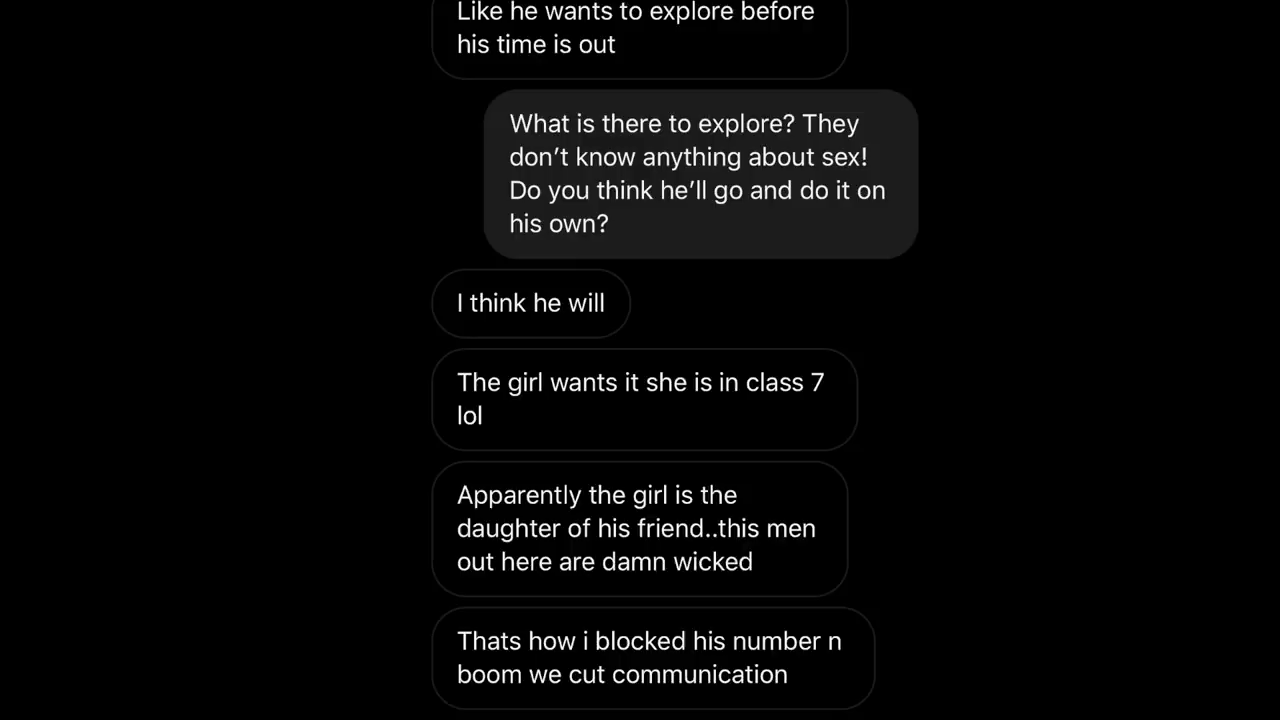 Like he wants to explore before
his time is out
What is there to explore? They
don’t know anything about sex!
Do you think he’ll go and do it on
his own?
I think he will
The girl wants it she is in class 7
lol
Apparently the girl is the
daughter of his friend..this men
out here are damn wicked
Thats how i blocked his number n
boom we cut communication